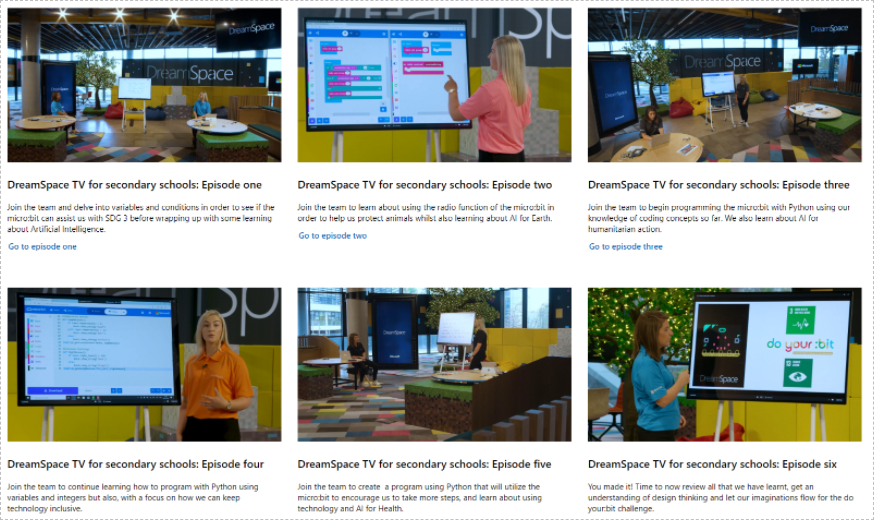 DreamSpace
DreamSpace
DreamSpace
DreamSpace
DreamSpace
DreamSpace
DreamSpace TV for secondary schools: Episode one
DreamSpace TV for secondary schools: Episode two
DreamSpace TV for secondary schools: Episode three
Join the team and delve into variables and conditions in order to see if the
micro:bit can assist us with SDG 3 before wrapping up with some learning
about Artificial Intelligence.
Go to episode one
Join the team to learn about using the radio function of the micro:bit in
order to help us protect animals whilst also learning about AI for Earth.
Go to episode two
Join the team to begin programming the micro:bit with Python using our
knowledge of coding concepts so far. We also learn about AI for
humanitarian action.
Go to episode three
DreamSpace
do your:bit
DreamSpace
DreamSpace TV for secondary schools: Episode four
DreamSpace TV for secondary schools: Episode five
DreamSpace TV for secondary schools: Episode six
Join the team to continue learning how to program with Python using
variables and integers but also, with a focus on how we can keep
technology inclusive.
Join the team to create a program using Python that will utilize the
micro:bit to encourage us to take more steps, and learn about using
technology and AI for Health.
You made it! Time to now review all that we have learnt, get an
understanding of design thinking and let our imaginations flow for the do
your:bit challenge.